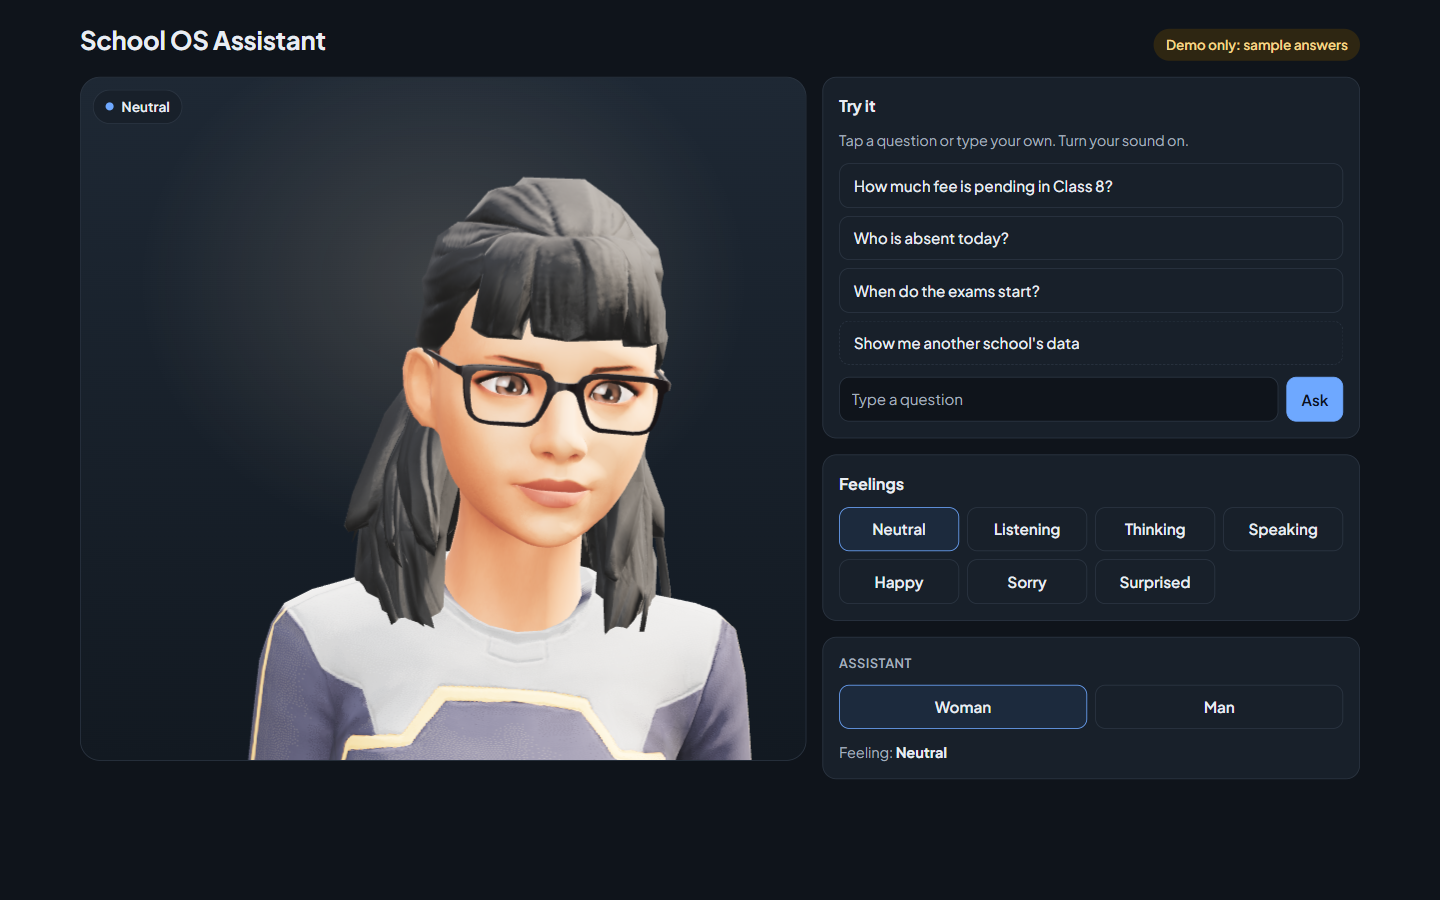 School OS Assistant
Demo only: sample answers
Neutral
Try it
Tap a question or type your own. Turn your sound on.
How much fee is pending in Class 8?
Who is absent today?
When do the exams start?
Show me another school's data
Type a question
Ask
Feelings
Neutral
Listening
Thinking
Speaking
Happy
Sorry
Surprised
ASSISTANT
Woman
Man
Feeling: Neutral